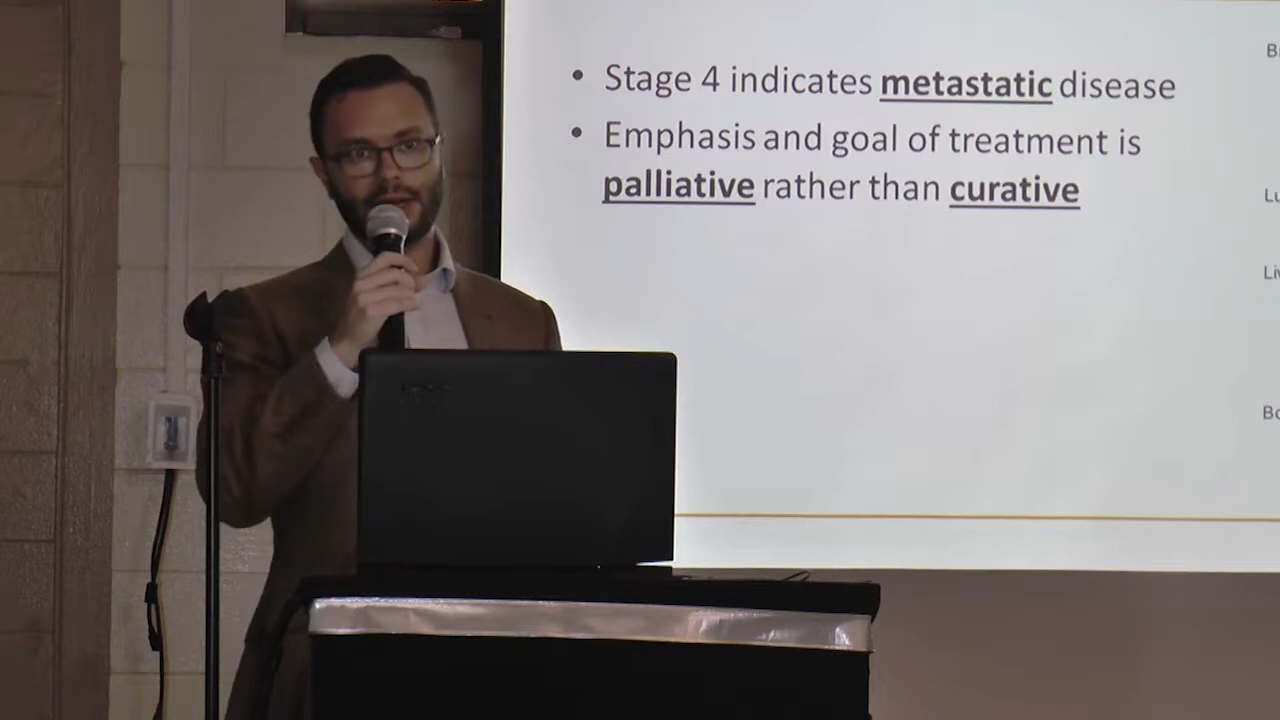 • Stage 4 indicates metastatic disease
• Emphasis and goal of treatment is
palliative rather than curative